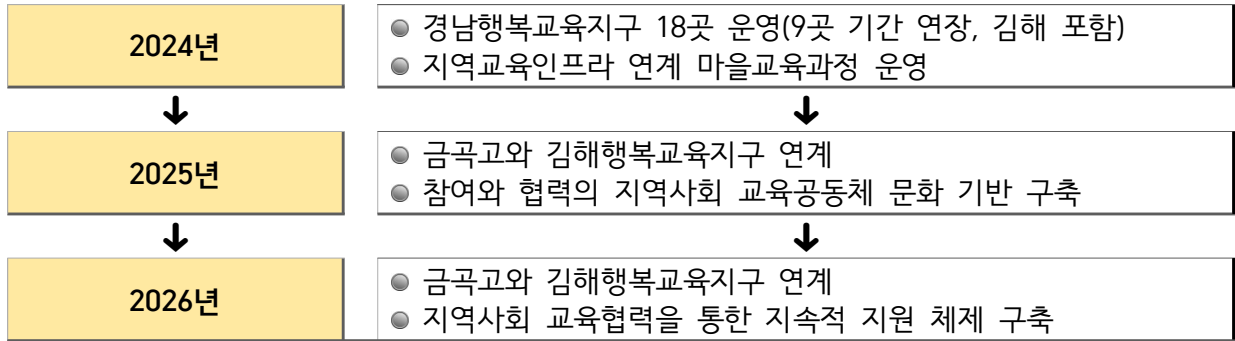 2024년
● 경남행복교육지구 18곳 운영(9곳 기간 연장, 김해 포함)
● 지역교육인프라 연계 마을교육과정 운영
2025년
● 금곡고와 김해행복교육지구 연계
● 참여와 협력의 지역사회 교육공동체 문화 기반 구축
2026년
● 금곡고와 김해행복교육지구 연계
● 지역사회 교육협력을 통한 지속적 지원 체제 구축